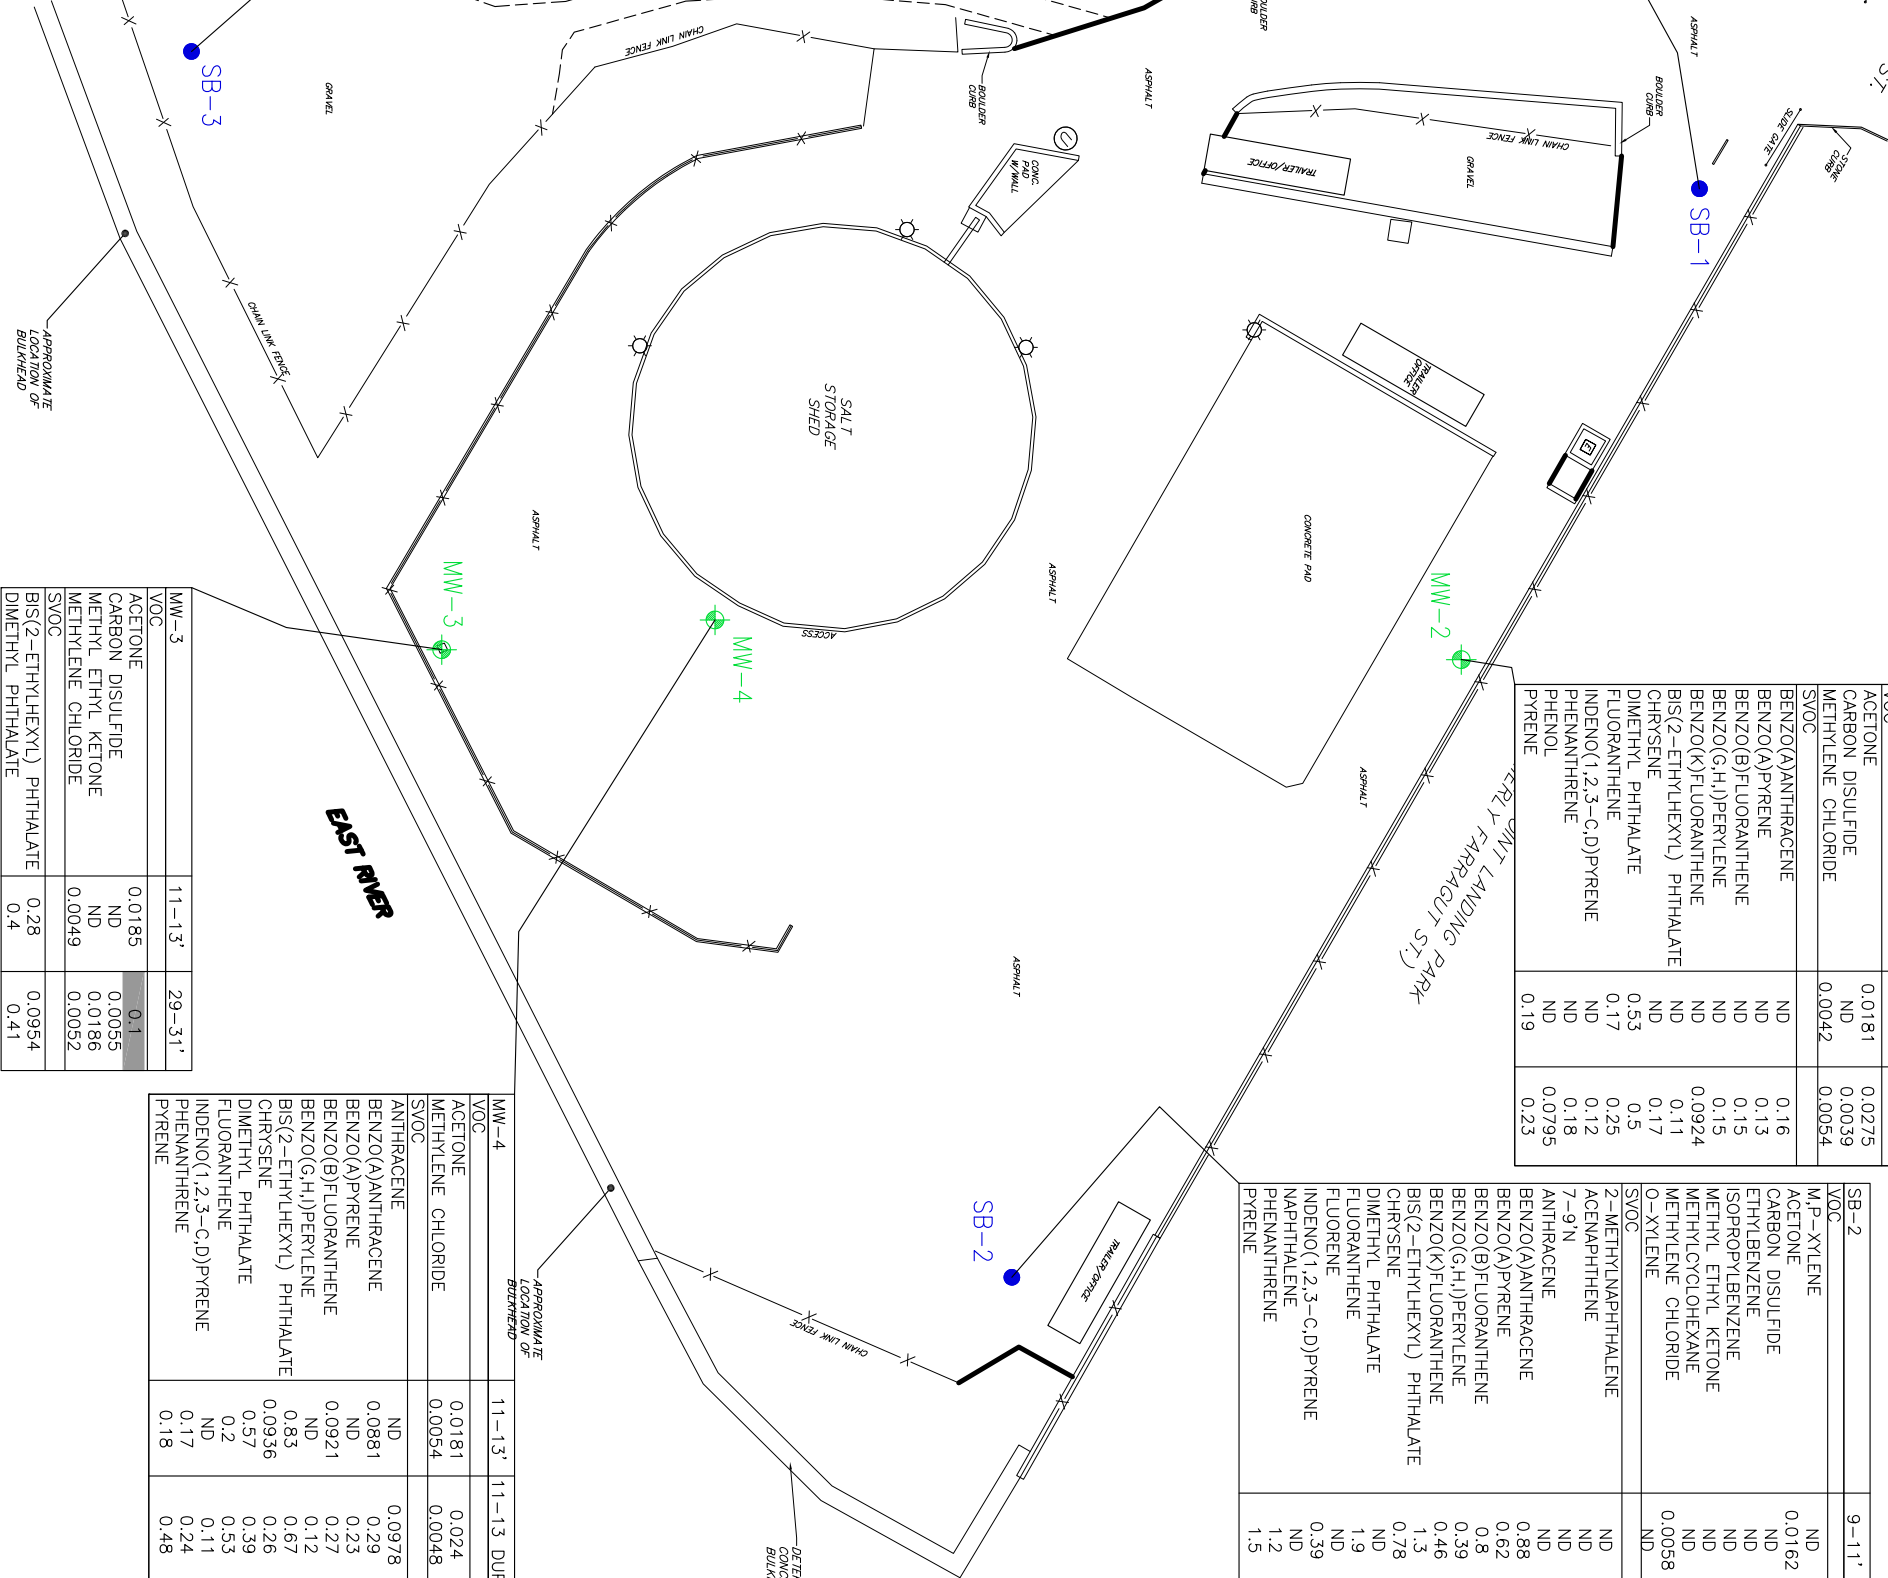 SB-3
GRAVEL
CHAIN LINK FENCE
BOULDER
CURB
ASPHALT
CONC.
PAD
W/WALL
TRAILER/OFFICE
CHAIN LINK FENCE
GRAVEL
BOULDER
CURB
ASPHALT
ST.
SLIDE GATE
STONE
CURB
SB-1
CHAIN LINK FENCE
APPROXIMATE
LOCATION OF
BULKHEAD
SALT
STORAGE
SHED
TRAILER
OFFICE
ASPHALT
CONCRETE PAD
ASPHALT
ACCESS
MW-3
MW-4
MW-2
ASPHALT
EAST RIVER
ASPHALT
LANDING PARK
FARRAGUT ST.)
SB-2
TRAILER/OFFICE
CHAIN LINK FENCE
APPROXIMATE
LOCATION OF
BULKHEAD
MW-3 11-13' 29-31'
VOC
ACETONE 0.0185 0.1
CARBON DISULFIDE ND 0.0055
METHYL ETHYL KETONE ND 0.0186
METHYLENE CHLORIDE 0.0049 0.0052
SVOC
BIS(2-ETHYLHEXYL) PHTHALATE 0.28 0.0954
DIMETHYL PHTHALATE 0.4 0.41
ACETONE 0.0181 0.0275
CARBON DISULFIDE ND 0.0039
METHYLENE CHLORIDE 0.0042 0.0054
SVOC
BENZO(A)ANTHRACENE ND 0.16
BENZO(A)PYRENE ND 0.13
BENZO(B)FLUORANTHENE ND 0.15
BENZO(G,H,I)PERYLENE ND 0.15
BENZO(K)FLUORANTHENE ND 0.0924
BIS(2-ETHYLHEXYL) PHTHALATE ND 0.11
CHRYSENE ND 0.17
DIMETHYL PHTHALATE 0.53 0.5
FLUORANTHENE 0.17 0.25
INDENO(1,2,3-C,D)PYRENE ND 0.12
PHENANTHRENE ND 0.18
PHENOL ND 0.0795
PYRENE 0.19 0.23
MW-4 11-13' 11-13 DUP
VOC
ACETONE 0.0181 0.024
METHYLENE CHLORIDE 0.0054 0.0048
SVOC
ANTHRACENE ND 0.0978
BENZO(A)ANTHRACENE 0.0881 0.29
BENZO(A)PYRENE ND 0.23
BENZO(B)FLUORANTHENE 0.0921 0.27
BENZO(G,H,I)PERYLENE ND 0.12
BIS(2-ETHYLHEXYL) PHTHALATE 0.83 0.67
CHRYSENE 0.0936 0.26
DIMETHYL PHTHALATE 0.57 0.39
FLUORANTHENE 0.2 0.53
INDENO(1,2,3-C,D)PYRENE ND 0.11
PHENANTHRENE 0.17 0.24
PYRENE 0.18 0.48
SB-2 9-11'
VOC
M,P-XYLENE ND
ACETONE 0.0162
CARBON DISULFIDE ND
ETHYLBENZENE ND
ISOPROPYLBENZENE ND
METHYL ETHYL KETONE ND
METHYLCYCLOHEXANE ND
METHYLENE CHLORIDE 0.0058
O-XYLENE ND
SVOC
2-METHYLNAPHTHALENE ND
ACENAPHTHENE ND
7-9'N ND
ANTHRACENE ND
BENZO(A)ANTHRACENE 0.88
BENZO(A)PYRENE 0.62
BENZO(B)FLUORANTHENE 0.8
BENZO(G,H,I)PERYLENE 0.39
BENZO(K)FLUORANTHENE 0.46
BIS(2-ETHYLHEXYL) PHTHALATE 1.3
CHRYSENE 0.78
DIMETHYL PHTHALATE ND
FLUORANTHENE 1.9
FLUORENE ND
INDENO(1,2,3-C,D)PYRENE 0.39
NAPHTHALENE ND
PHENANTHRENE 1.2
PYRENE 1.5